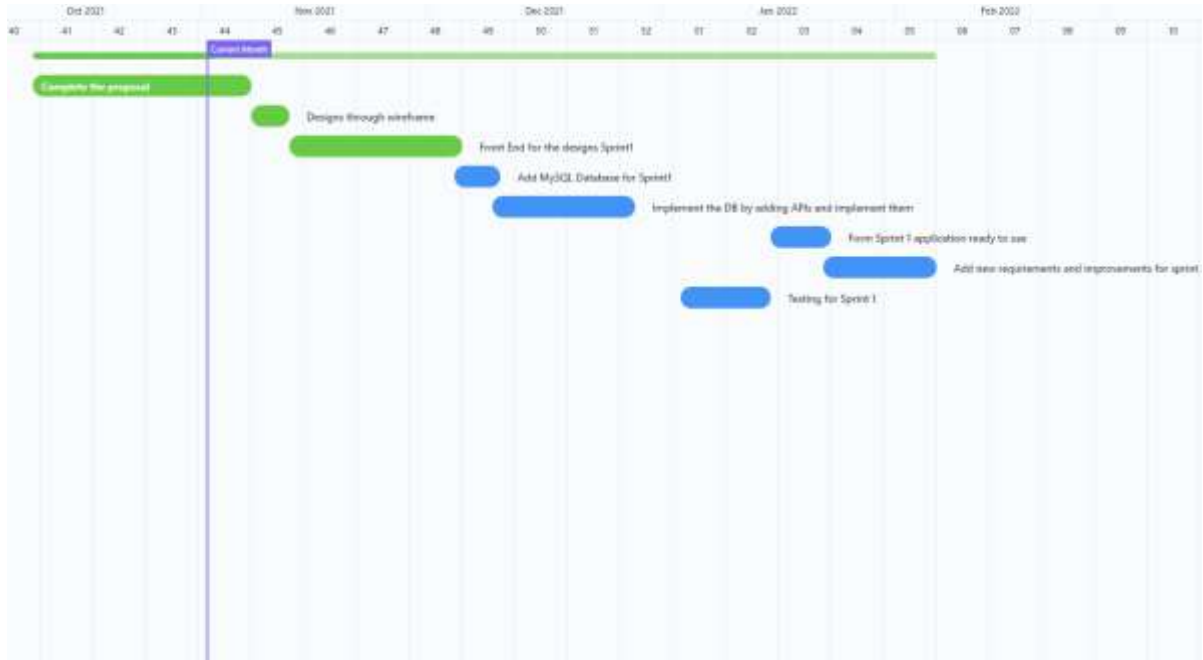 Oct 2021 Nov 2021 Dec 2021 Jan 2022 Feb 2022
40 41 42 43 44 45 46 47 48 49 50 51 52 01 02 03 04 05 06 07 08 09 10
Current Month
Complete the proposal
Designs through wireframe
Front End for the designs Sprint1
Add MySQL Database for Sprint1
Implement the DB by adding APIs and implement them
Form Sprint 1 application ready to use
Add new requirements and improvements for sprint
Testing for Sprint 1